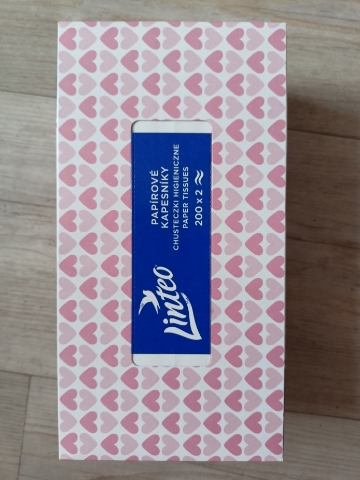 Linteo
PAPÍROVÉ
KAPESNÍKY
CHUSTECZKI HIGIENICZNE
PAPER TISSUES
200 x 2